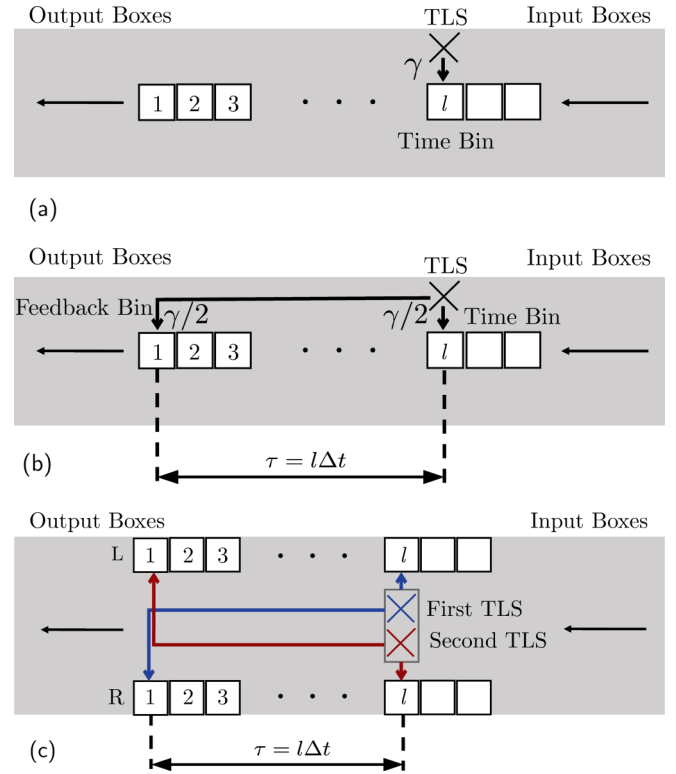 Output Boxes TLS Input Boxes
γ
1 2 3 · · · l
Time Bin
(a)
Output Boxes TLS Input Boxes
Feedback Bin γ/2 γ/2 Time Bin
1 2 3 · · · l
τ = lΔt
(b)
Output Boxes Input Boxes
L 1 2 3 · · · l
First TLS
Second TLS
R 1 2 3 · · · l
τ = lΔt
(c)